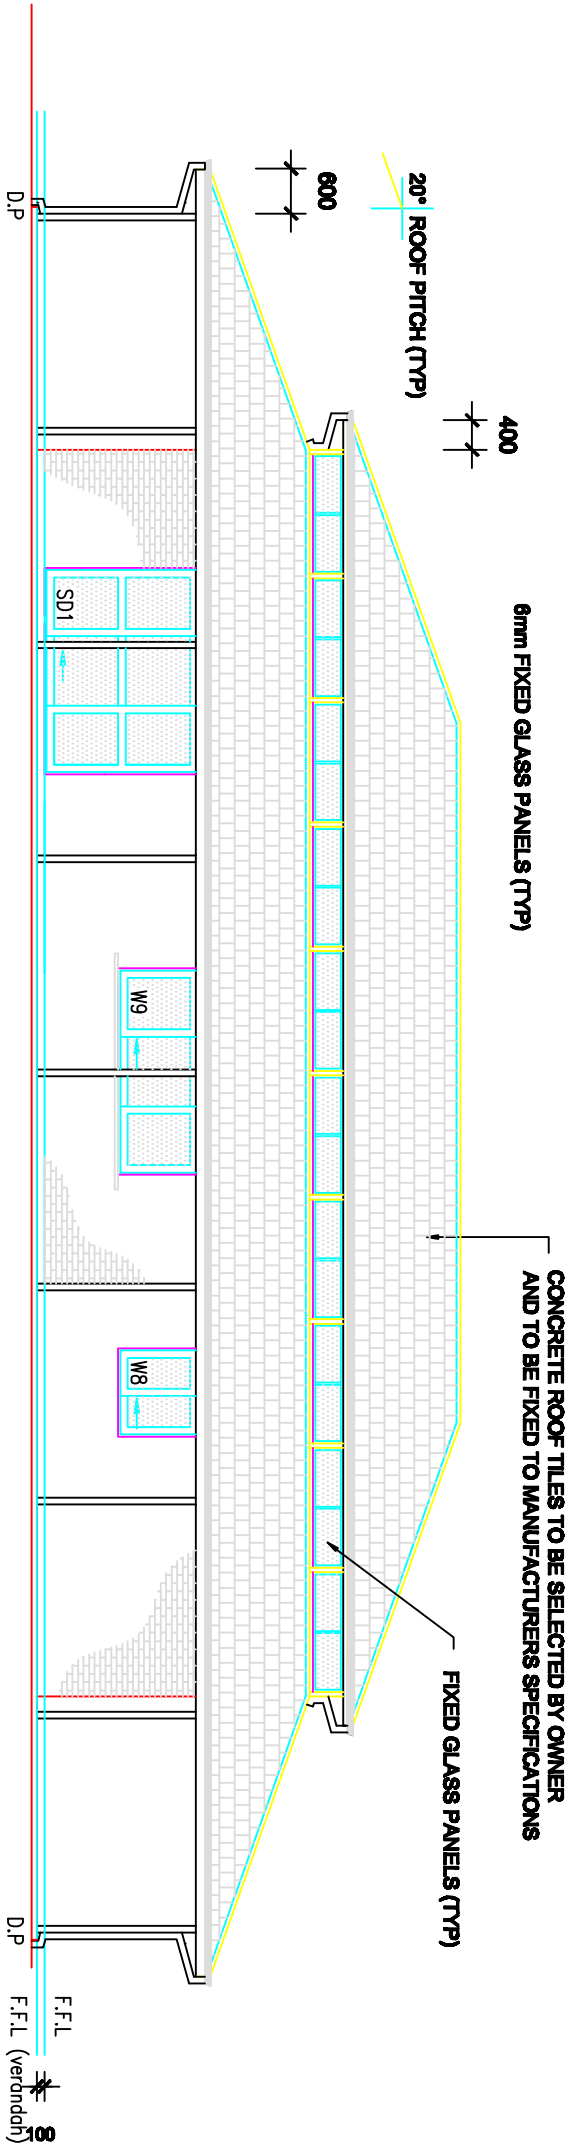 CONCRETE ROOF TILES TO BE SELECTED BY OWNER
AND TO BE FIXED TO MANUFACTURERS SPECIFICATIONS
6mm FIXED GLASS PANELS (TYP)
400
FIXED GLASS PANELS (TYP)
20° ROOF PITCH (TYP)
600
W9
W8
SD1
D.P
D.P
F.F.L
F.F.L (verandah)
100